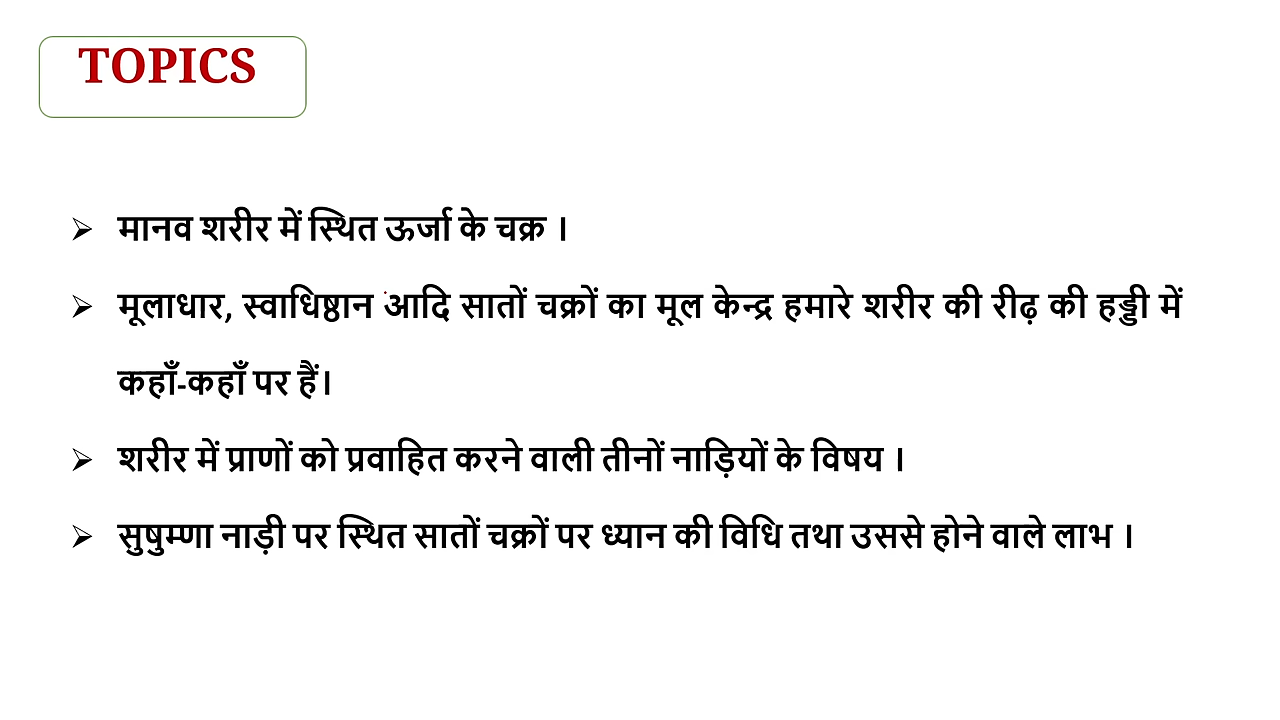 TOPICS
➢ मानव शरीर में स्थित ऊर्जा के चक्र ।
➢ मूलाधार, स्वाधिष्ठान आदि सातों चक्रों का मूल केन्द्र हमारे शरीर की रीढ़ की हड्डी में
कहाँ-कहाँ पर हैं।
➢ शरीर में प्राणों को प्रवाहित करने वाली तीनों नाड़ियों के विषय ।
➢ सुषुम्णा नाड़ी पर स्थित सातों चक्रों पर ध्यान की विधि तथा उससे होने वाले लाभ ।